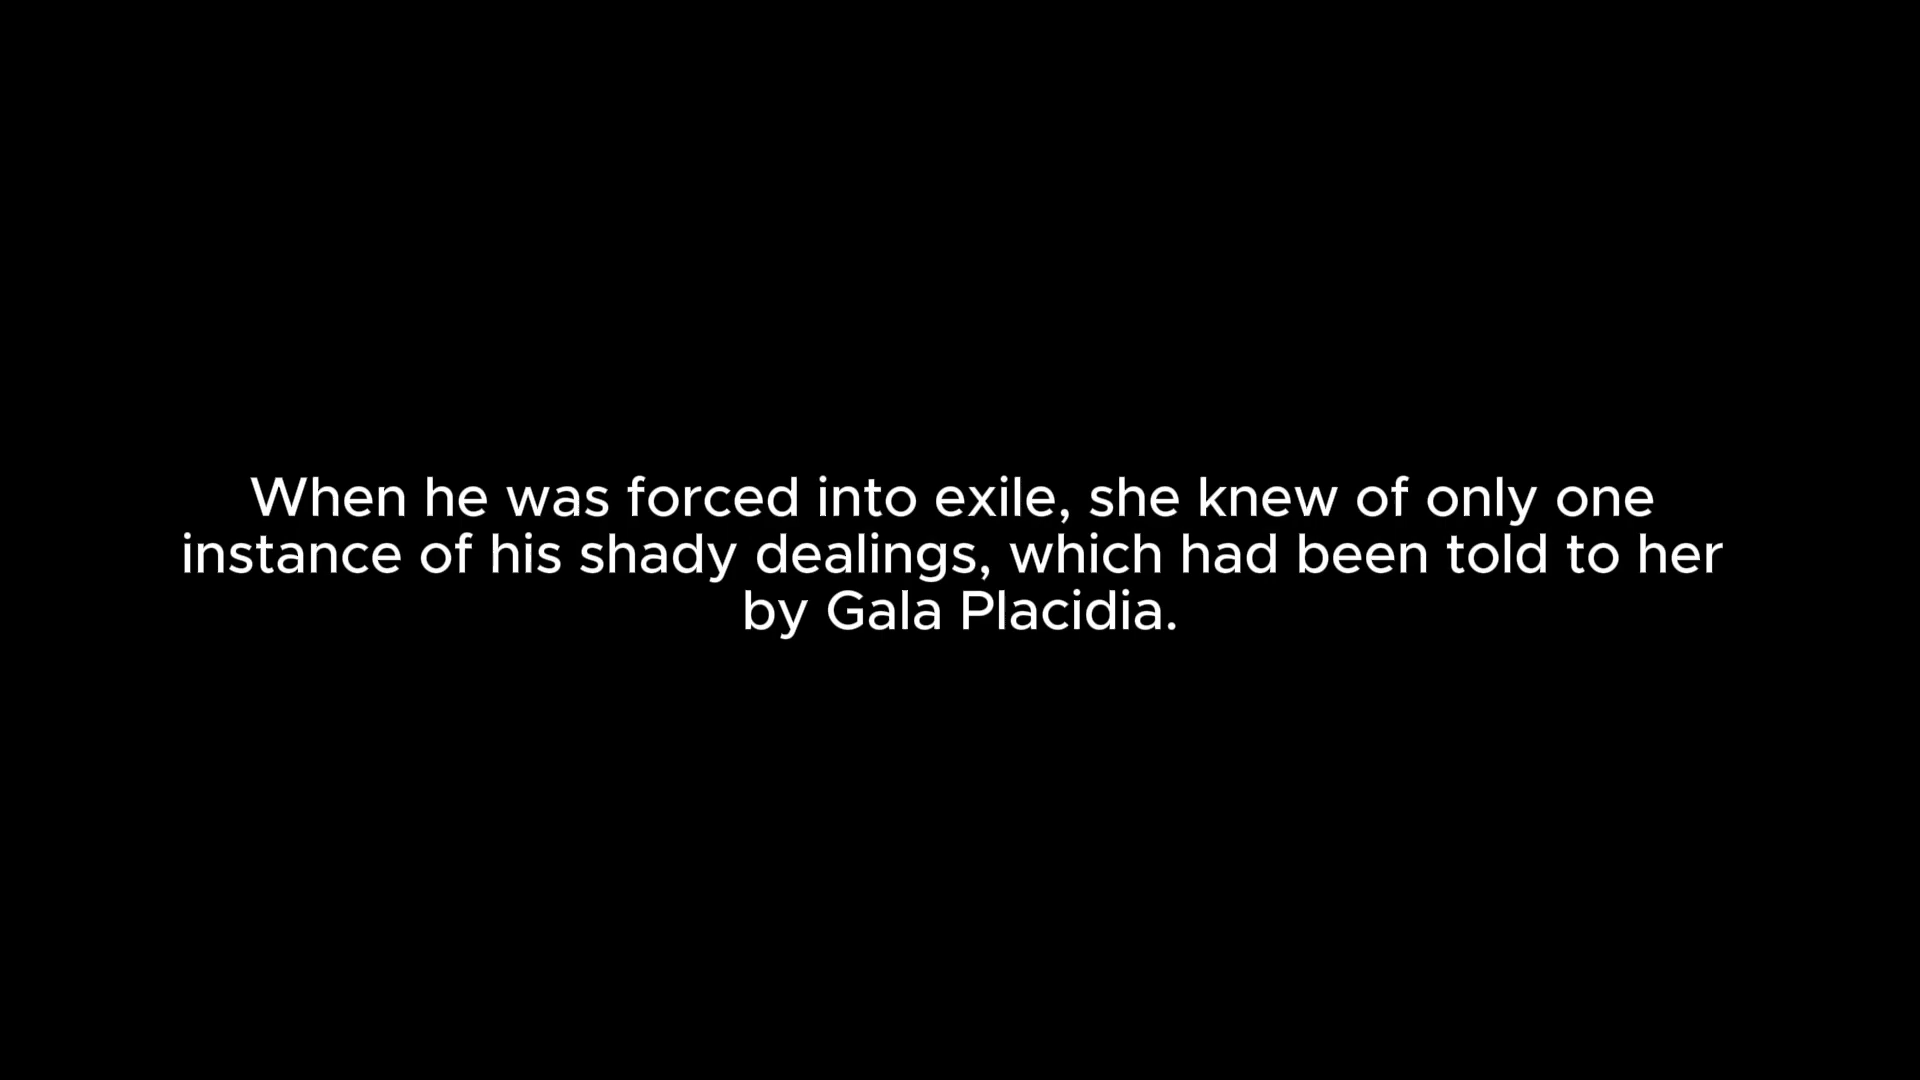 When he was forced into exile, she knew of only one
instance of his shady dealings, which had been told to her
by Gala Placidia.